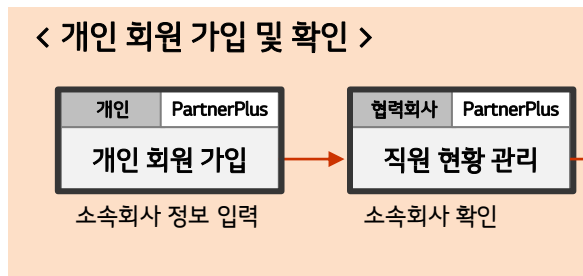 < 개인 회원 가입 및 확인 >
개인 PartnerPlus 협력회사 PartnerPlus
개인 회원 가입 직원 현황 관리
소속회사 정보 입력 소속회사 확인